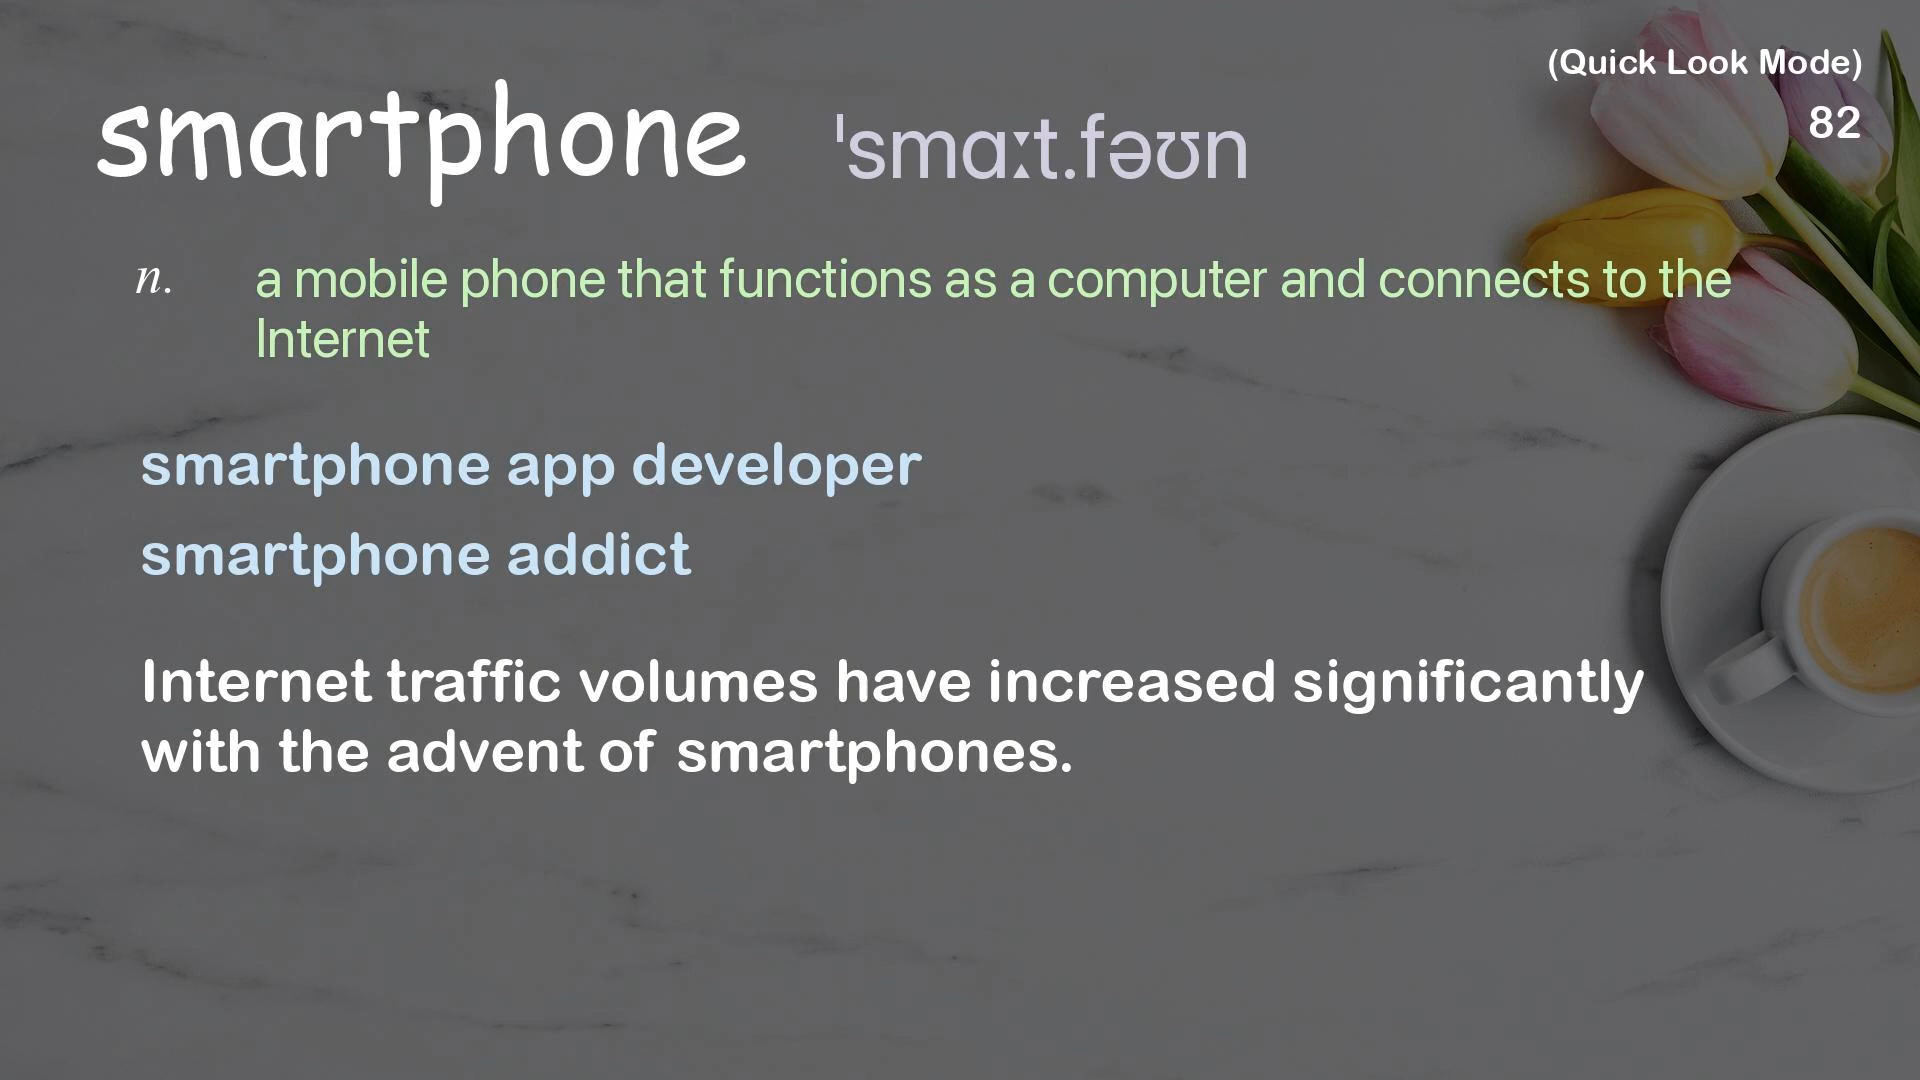 (Quick Look Mode)
82
smartphone ˈsmɑːt.fəʊn
n. a mobile phone that functions as a computer and connects to the
Internet
smartphone app developer
smartphone addict
Internet traffic volumes have increased significantly
with the advent of smartphones.